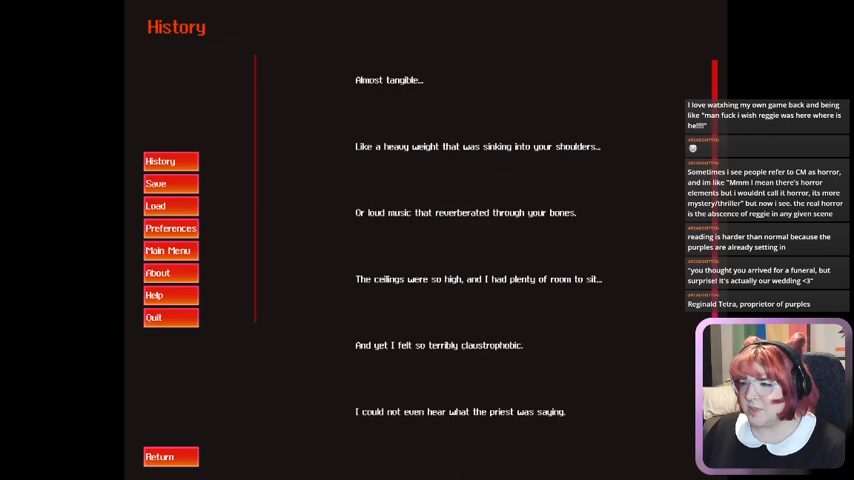 History
Almost tangible...
Like a heavy weight that was sinking into your shoulders...
Or loud music that reverberated through your bones.
The ceilings were so high, and I had plenty of room to sit...
And yet I felt so terribly claustrophobic.
I could not even hear what the priest was saying.
History
Save
Load
Preferences
Main Menu
About
Help
Quit
Return
I love watxhing my own game back and being
like "man fuck i wish reggie was here where is
he!!!!"
Sometimes i see people refer to CM as horror,
and im like "Mmm I mean there's horror
elements but i wouldnt call it horror, its more
mystery/thriller" but now i see. the real horror
is the abscence of reggie in any given scene
reading is harder than normal because the
purples are already setting in
"you thought you arrived for a funeral, but
surprise! It's actually our wedding <3"
Reginald Tetra, proprietor of purples